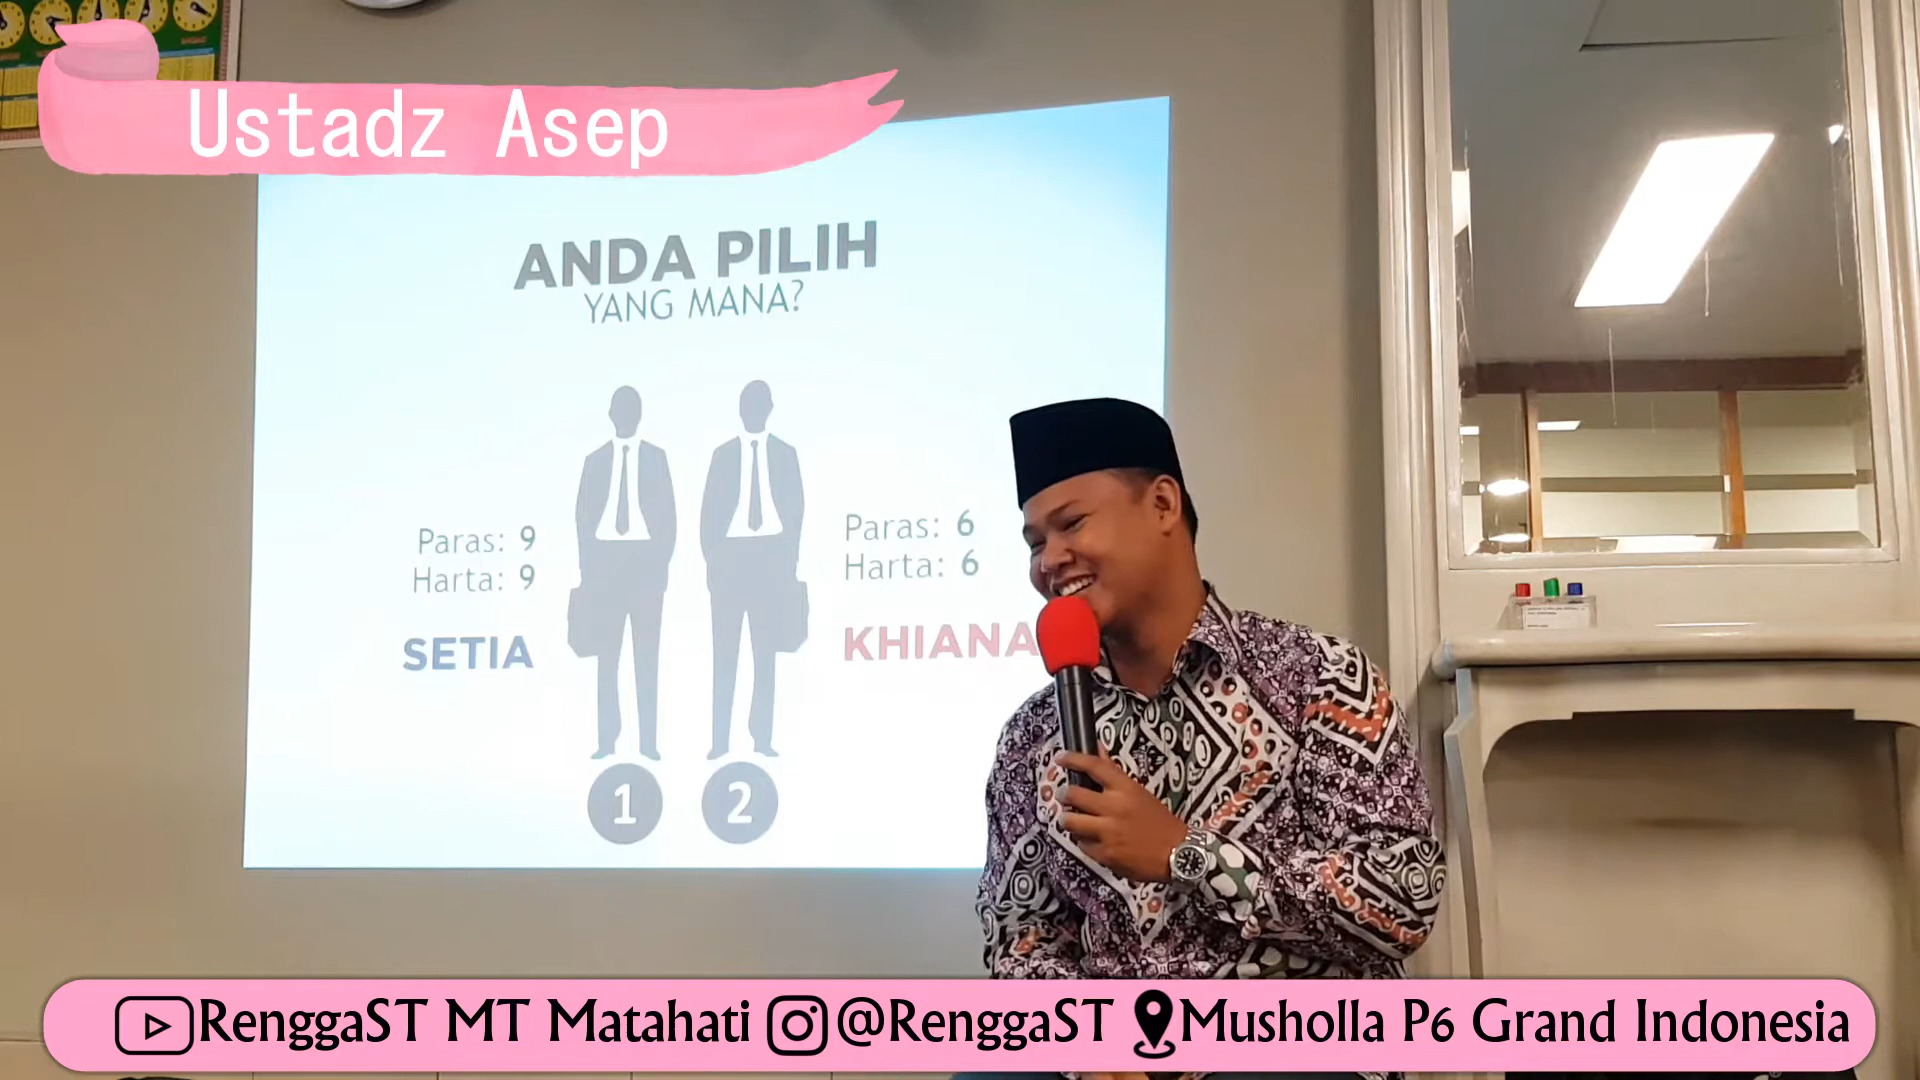 Ustadz Asep
ANDA PILIH
YANG MANA?
Paras: 9
Harta: 9
SETIA
Paras: 6
Harta: 6
KHIANA
1
2
RenggaST MT Matahati @RenggaST Musholla P6 Grand Indonesia